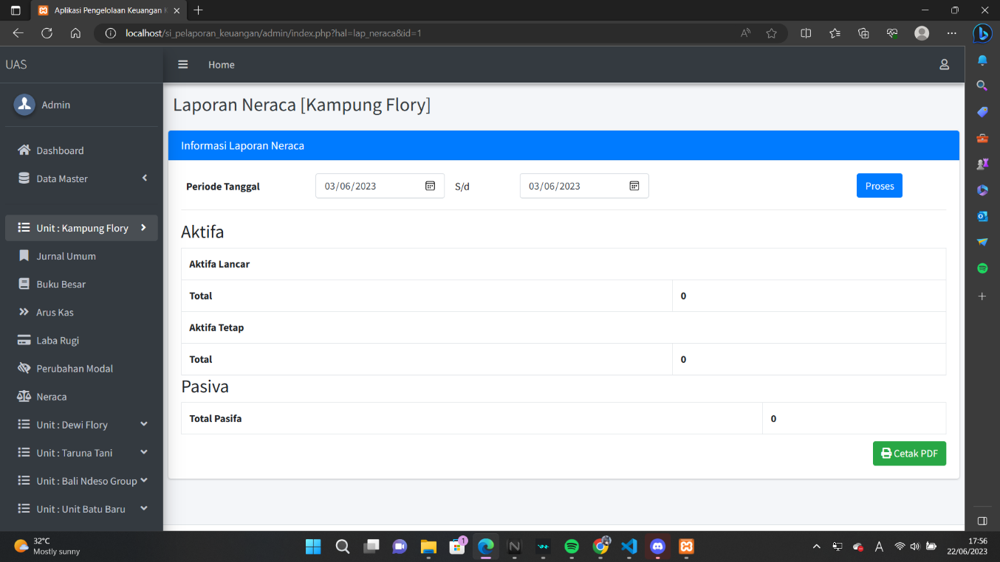 Aplikasi Pengelolaan Keuangan K
localhost/si_pelaporan_keuangan/admin/index.php?hal=lap_neraca&id=1
UAS
Home
Admin
Dashboard
Data Master
Unit : Kampung Flory
Jurnal Umum
Buku Besar
Arus Kas
Laba Rugi
Perubahan Modal
Neraca
Unit : Dewi Flory
Unit : Taruna Tani
Unit : Bali Ndeso Group
Unit : Unit Batu Baru
Laporan Neraca [Kampung Flory]
Informasi Laporan Neraca
Periode Tanggal 03/06/2023 S/d 03/06/2023 Proses
Aktifa
Aktifa Lancar
Total 0
Aktifa Tetap
Total 0
Pasiva
Total Pasifa 0
Cetak PDF
32°C
Mostly sunny
1
17:56
22/06/2023